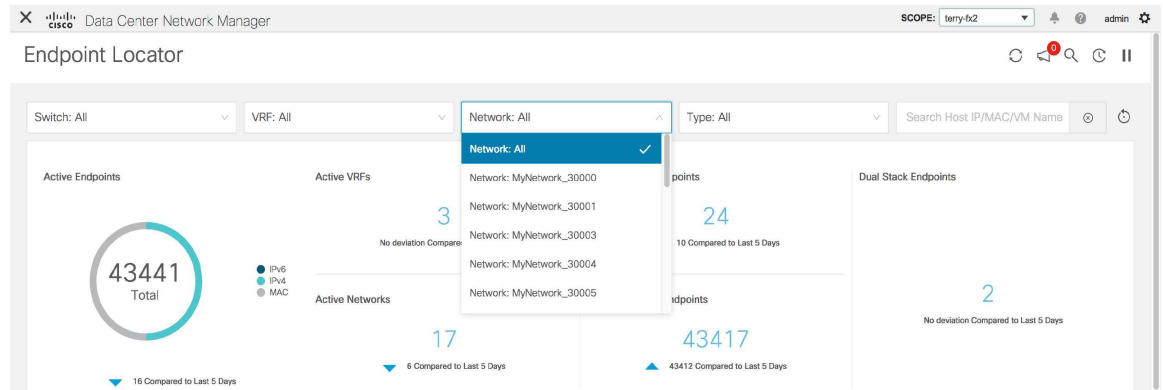 CISCO Data Center Network Manager
SCOPE: terry-fx2 admin
Endpoint Locator
0
Switch: All
VRF: All
Network: All
Type: All
Search Host IP/MAC/VM Name
Network: All
Network: MyNetwork_30000
Network: MyNetwork_30001
Network: MyNetwork_30003
Network: MyNetwork_30004
Network: MyNetwork_30005
Active Endpoints
43441
Total
IPv6
IPv4
MAC
16 Compared to Last 5 Days
Active VRFs
3
No deviation Compare
Active Networks
17
6 Compared to Last 5 Days
points
24
10 Compared to Last 5 Days
dpoints
43417
43412 Compared to Last 5 Days
Dual Stack Endpoints
2
No deviation Compared to Last 5 Days